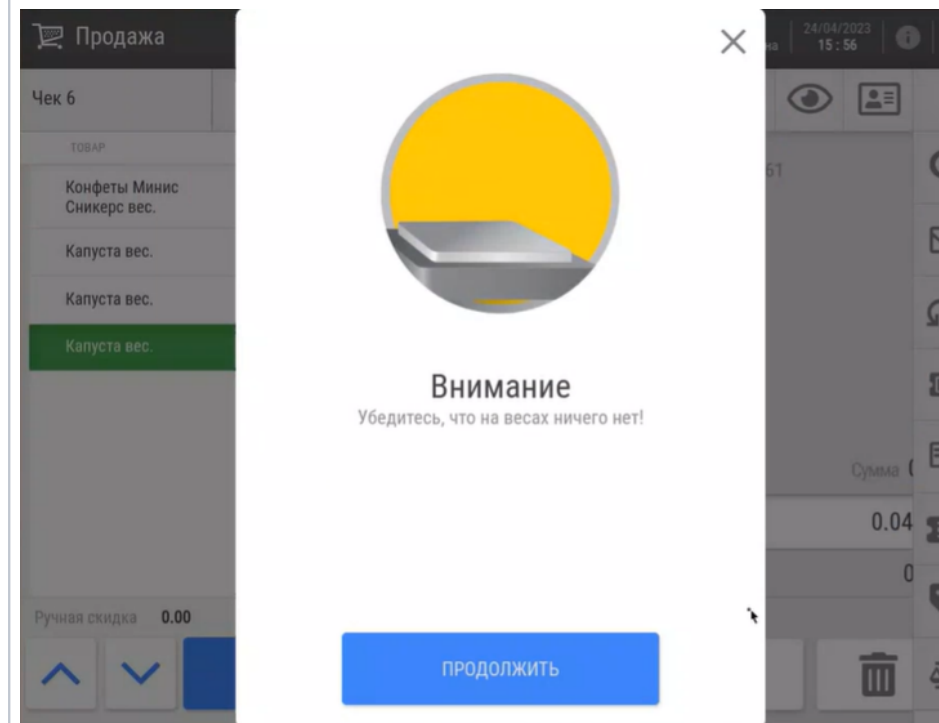 Продажа
24/04/2023
15 : 56
Чек 6
ТОВАР
Конфеты Минис
Сникерс вес.
Капуста вес.
Капуста вес.
Капуста вес.
Внимание
Убедитесь, что на весах ничего нет!
Сумма
0.04
0
Ручная скидка 0.00
ПРОДОЛЖИТЬ